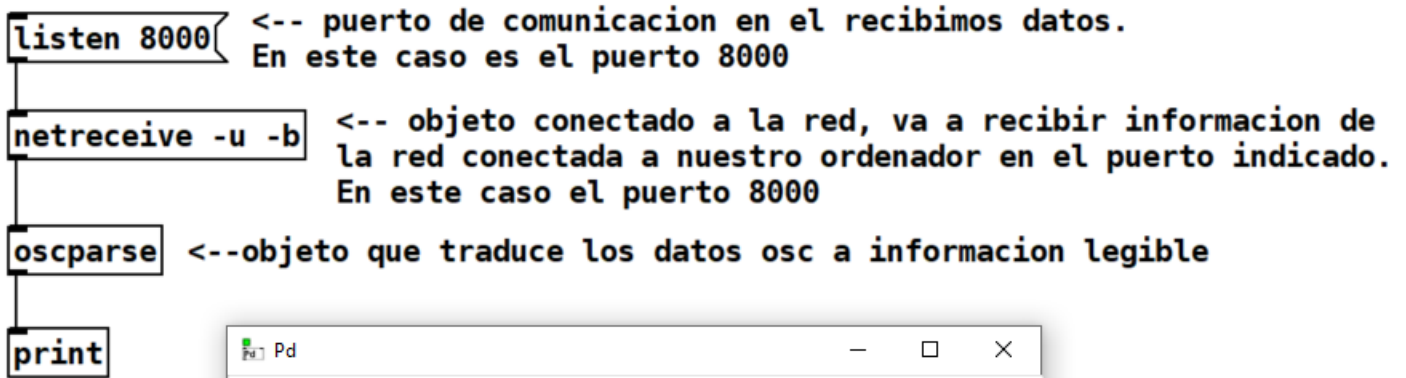 listen 8000
<-- puerto de comunicacion en el recibimos datos.
En este caso es el puerto 8000
netreceive -u -b
<-- objeto conectado a la red, va a recibir informacion de
la red conectada a nuestro ordenador en el puerto indicado.
En este caso el puerto 8000
oscparse
<--objeto que traduce los datos osc a informacion legible
print
Pd